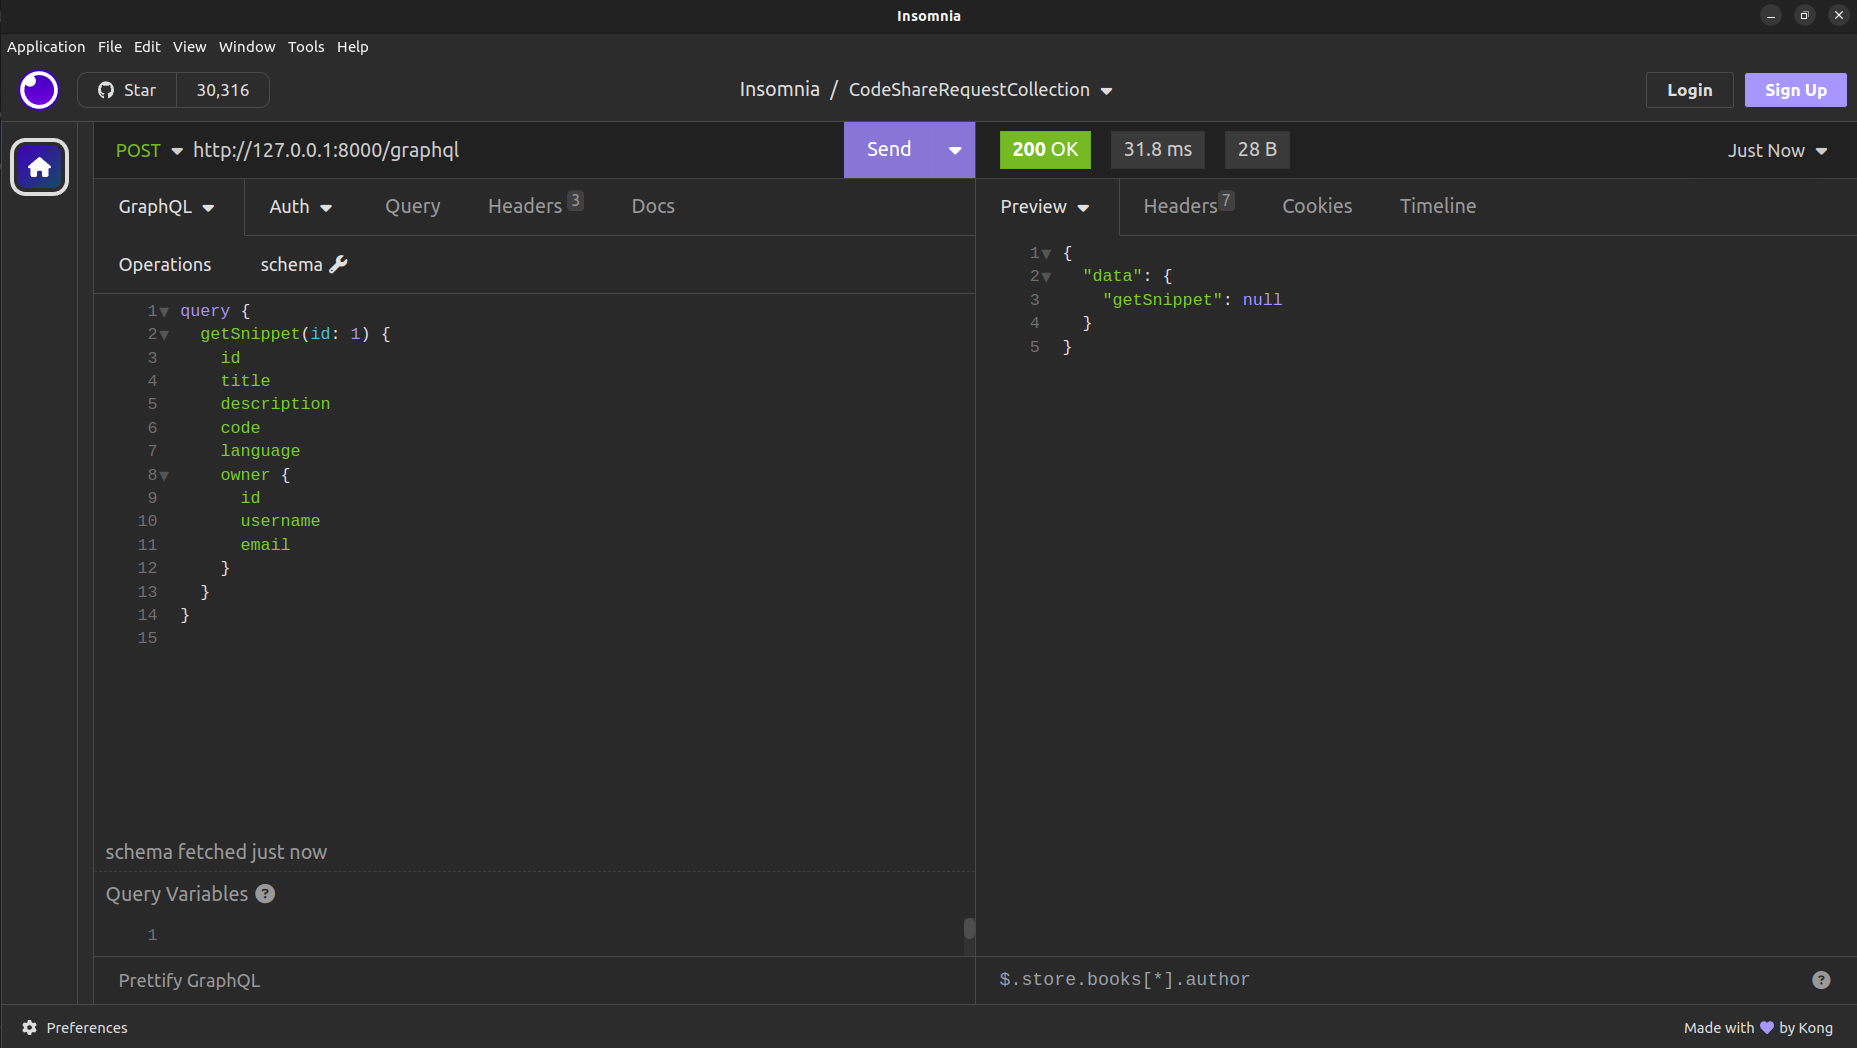 Insomnia
Application File Edit View Window Tools Help
Star 30,316
Insomnia / CodeShareRequestCollection
Login Sign Up
POST http://127.0.0.1:8000/graphql
Send
200 OK 31.8 ms 28 B
Just Now
GraphQL Auth Query Headers 3 Docs
Operations schema
1 query {
2 getSnippet(id: 1) {
3 id
4 title
5 description
6 code
7 language
8 owner {
9 id
10 username
11 email
12 }
13 }
14 }
15
schema fetched just now
Query Variables ?
1
Prettify GraphQL
Preview Headers 7 Cookies Timeline
1 {
2 "data": {
3 "getSnippet": null
4 }
5 }
$.store.books[*].author ?
Preferences
Made with by Kong